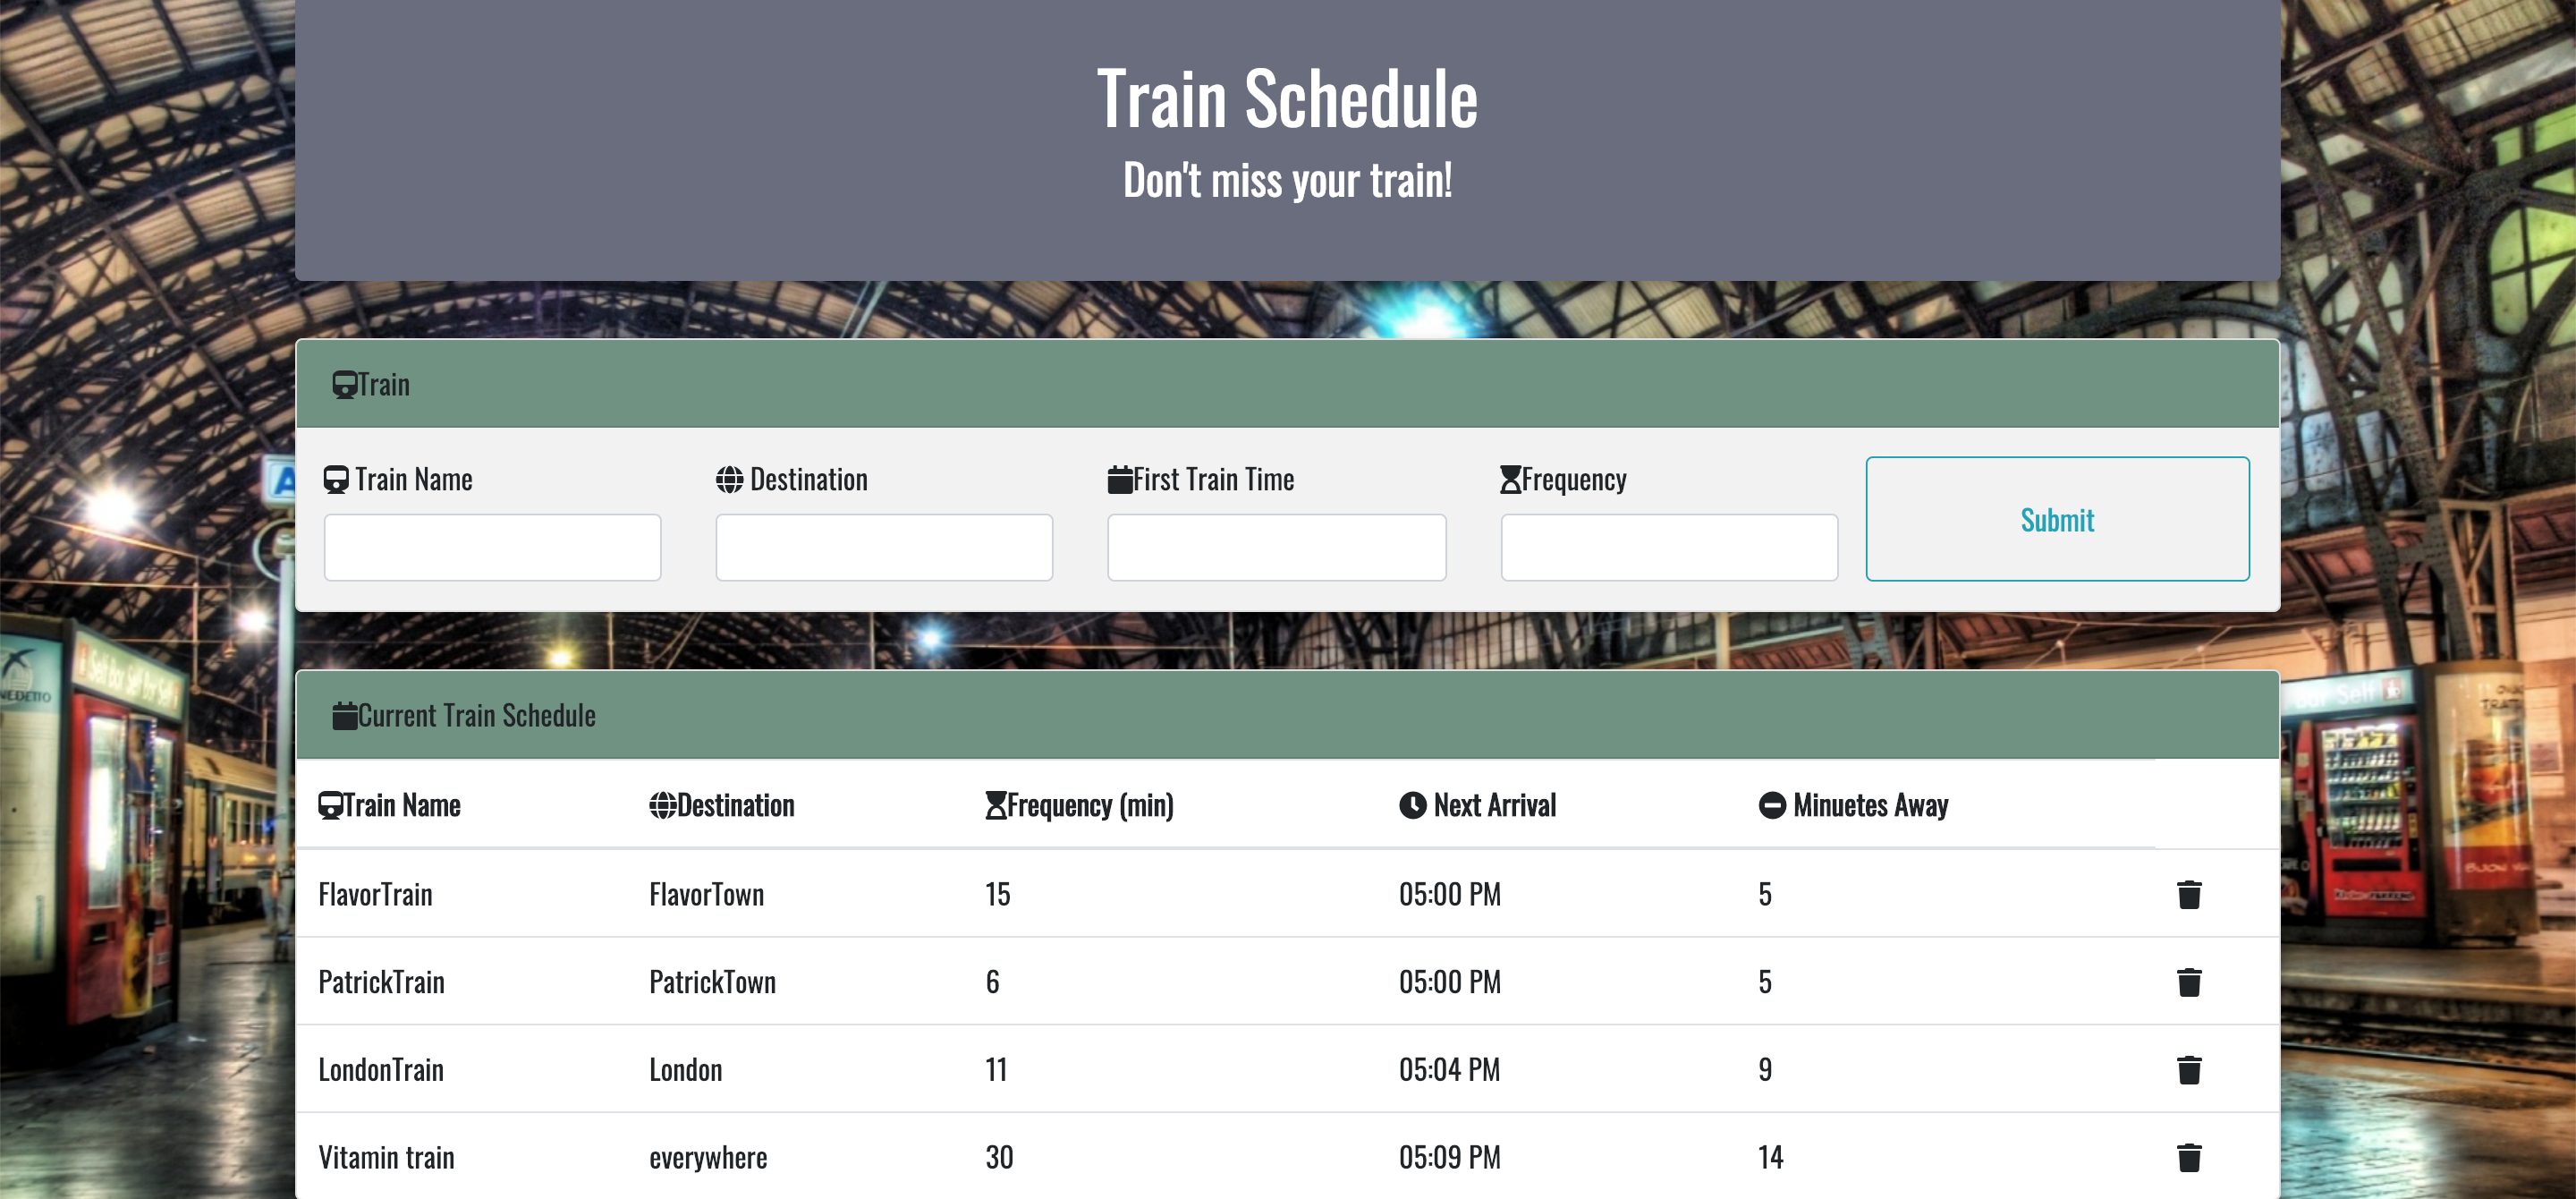 Train Schedule
Don't miss your train!
Train
Train Name Destination First Train Time Frequency
Submit
Current Train Schedule
Train Name Destination Frequency (min) Next Arrival Minuetes Away
FlavorTrain FlavorTown 15 05:00 PM 5
PatrickTrain PatrickTown 6 05:00 PM 5
LondonTrain London 11 05:04 PM 9
Vitamin train everywhere 30 05:09 PM 14